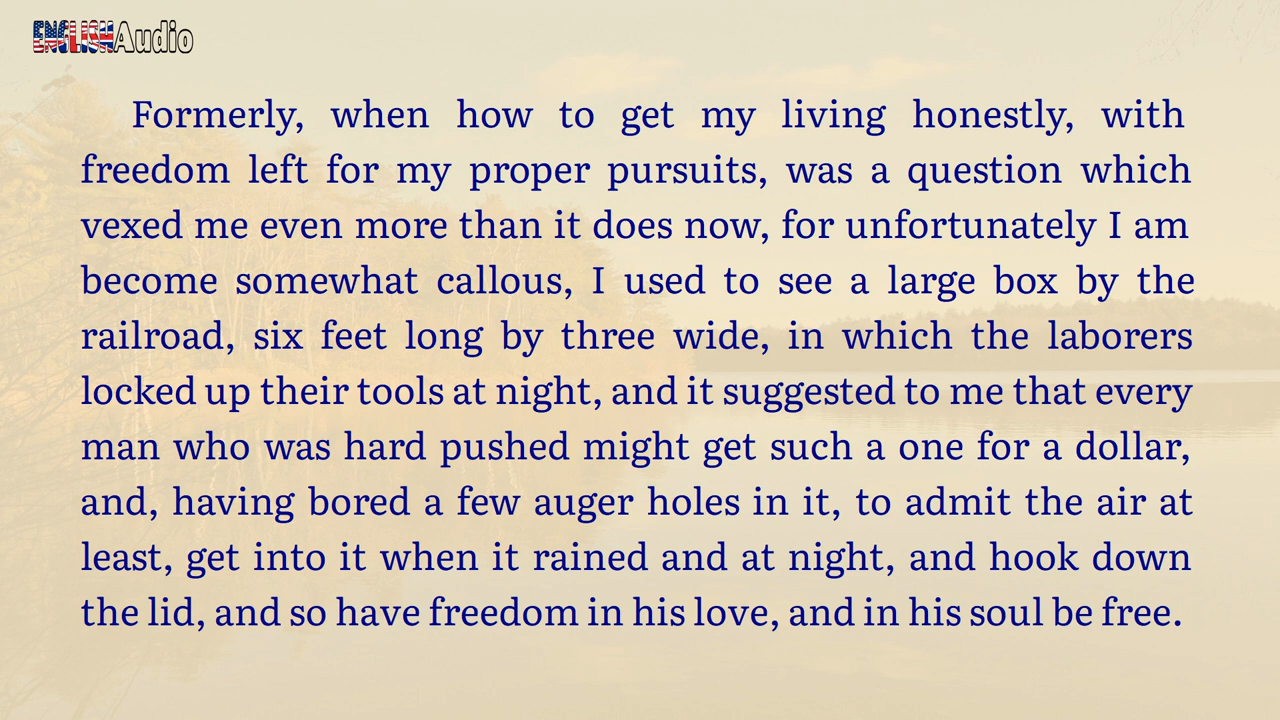 ENGLISHAudio
Formerly, when how to get my living honestly, with
freedom left for my proper pursuits, was a question which
vexed me even more than it does now, for unfortunately I am
become somewhat callous, I used to see a large box by the
railroad, six feet long by three wide, in which the laborers
locked up their tools at night, and it suggested to me that every
man who was hard pushed might get such a one for a dollar,
and, having bored a few auger holes in it, to admit the air at
least, get into it when it rained and at night, and hook down
the lid, and so have freedom in his love, and in his soul be free.